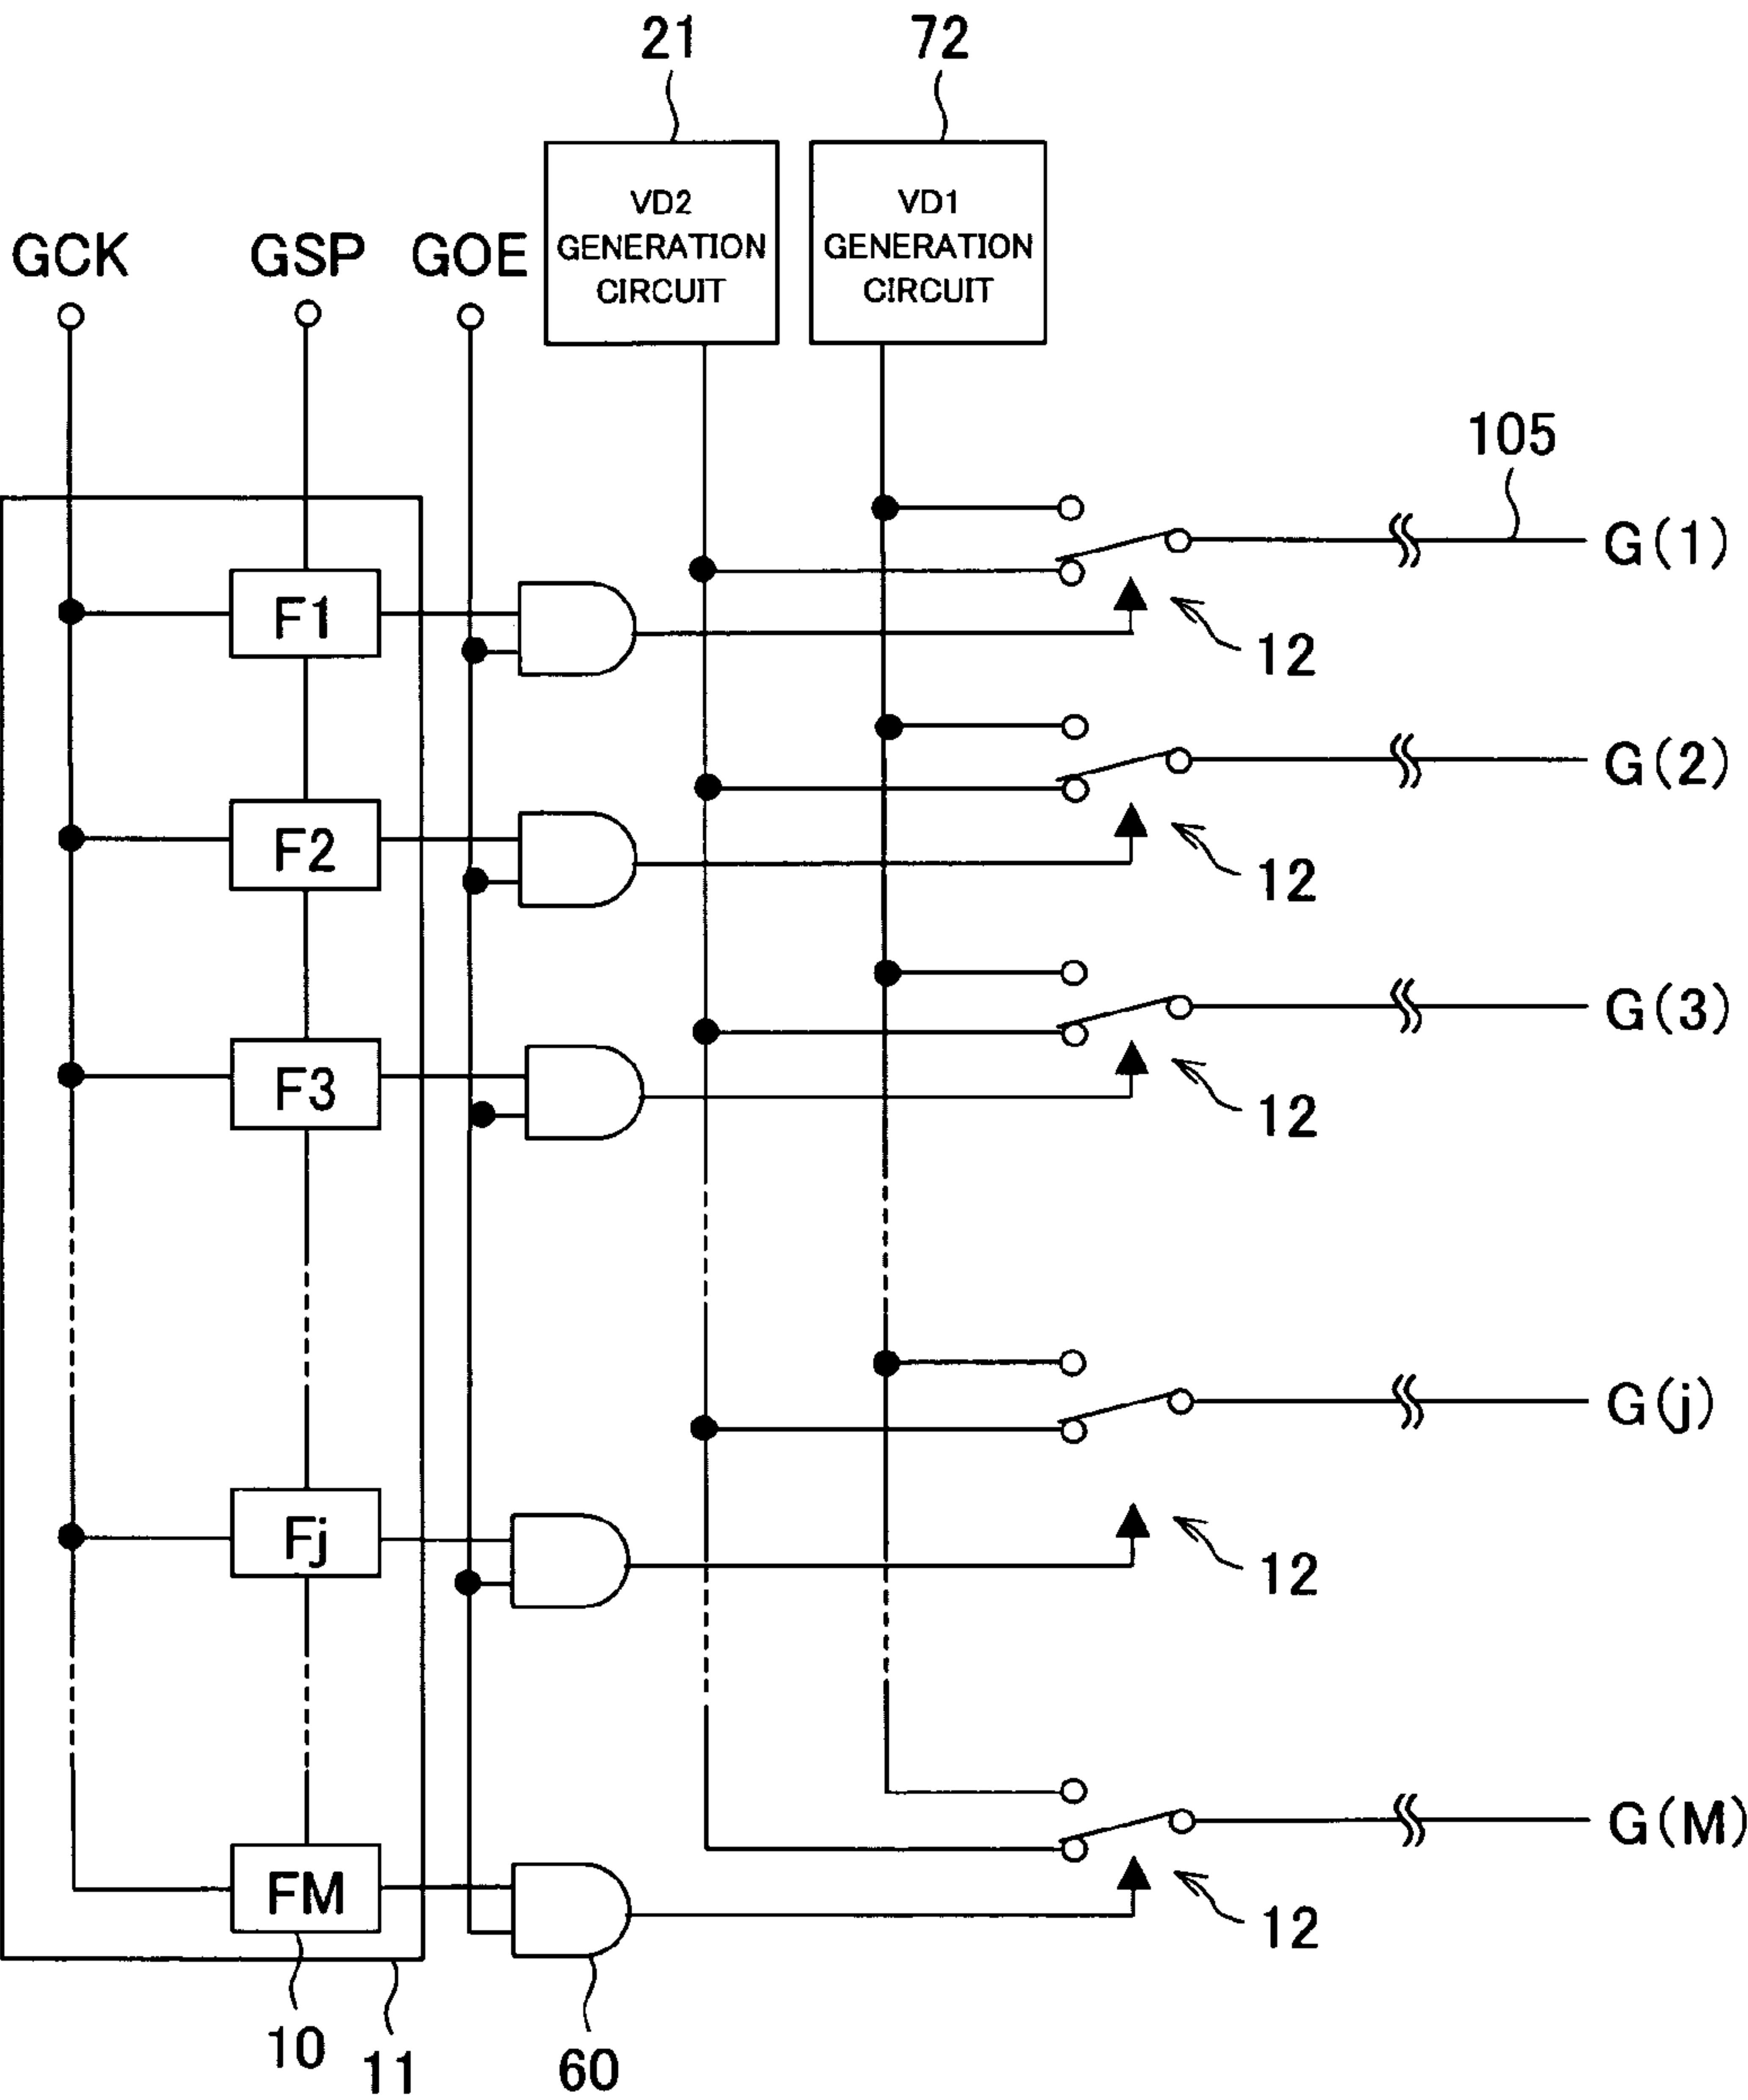 21
72
VD2
GENERATION
CIRCUIT
VD1
GENERATION
CIRCUIT
GCK
GSP
GOE
105
G(1)
F1
12
G(2)
F2
12
G(3)
F3
12
G(j)
Fj
12
G(M)
FM
12
10
11
60